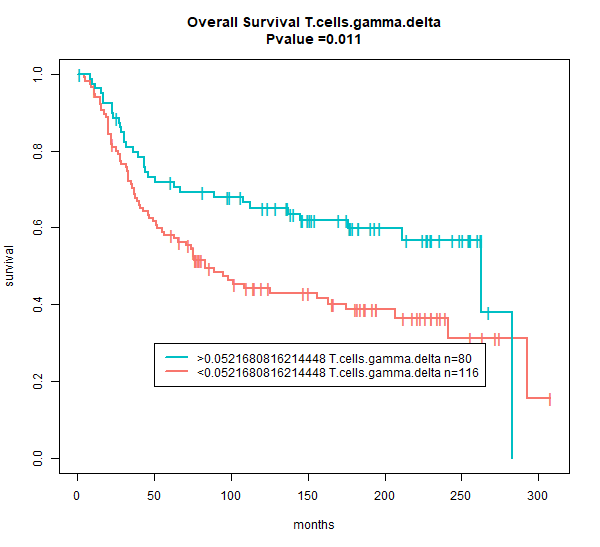 Overall Survival T.cells.gamma.delta
Pvalue =0.011
survival
1.0
0.8
0.6
0.4
0.2
0.0
>0.0521680816214448 T.cells.gamma.delta n=80
<0.0521680816214448 T.cells.gamma.delta n=116
0 50 100 150 200 250 300
months